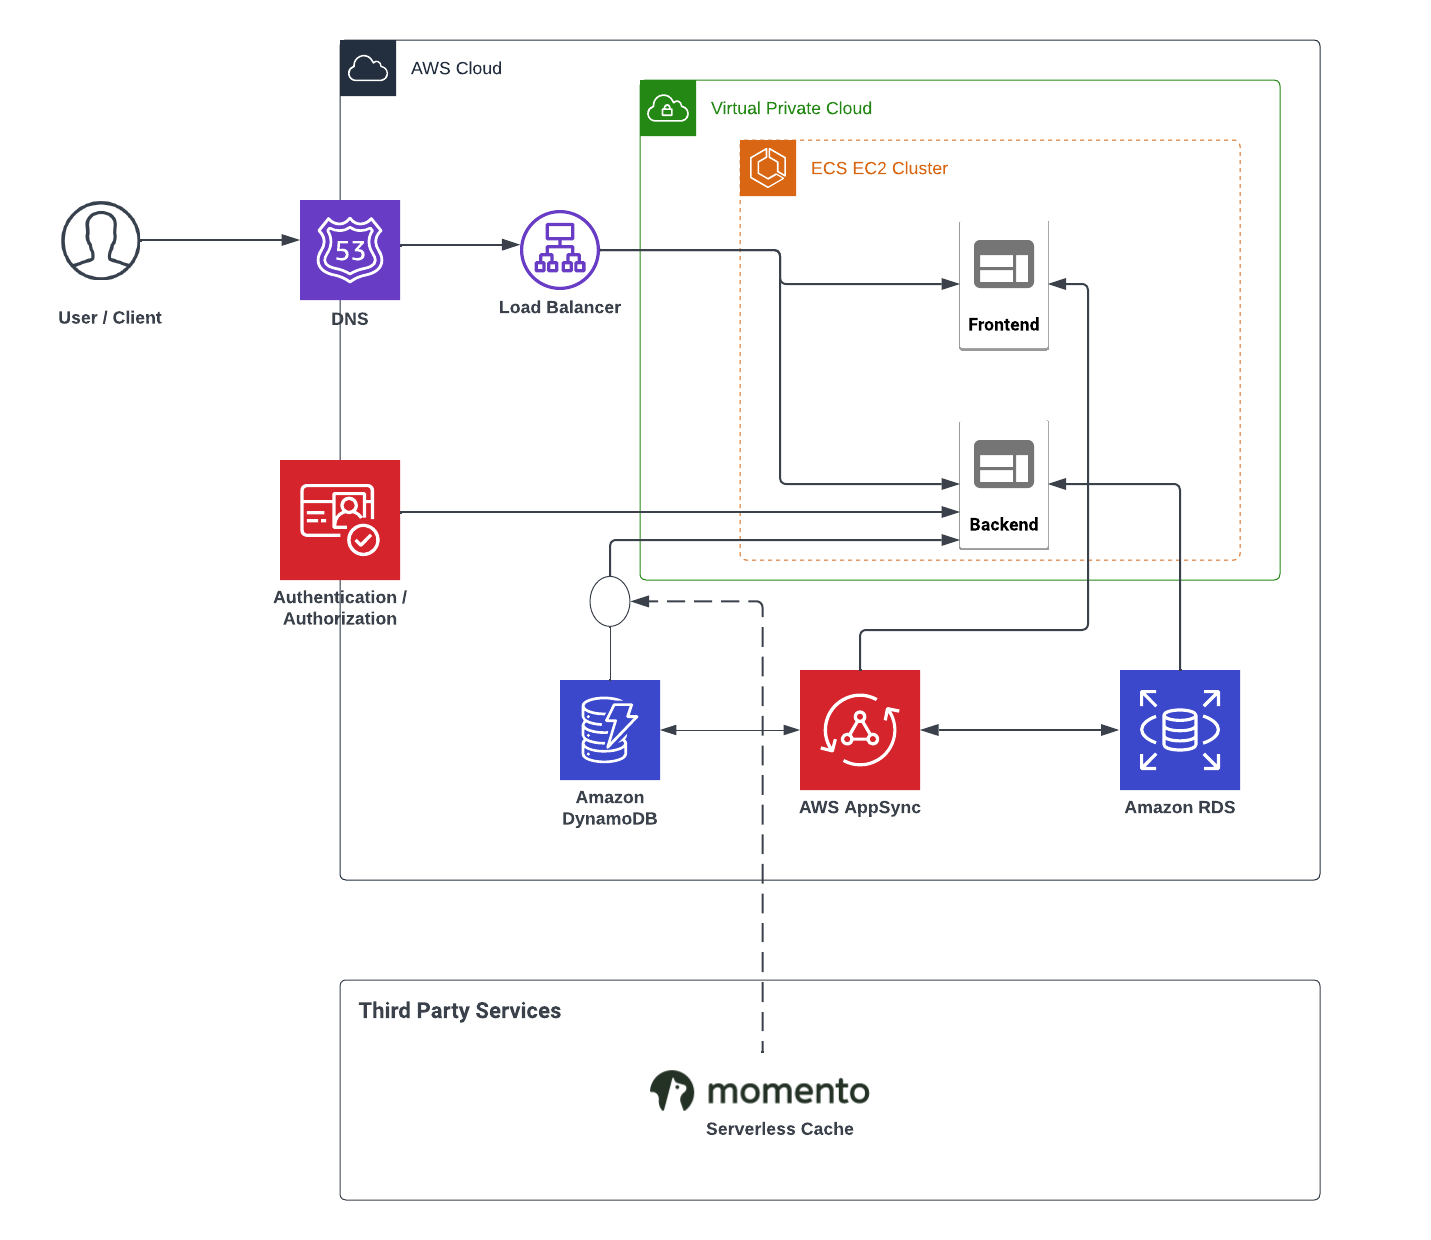 AWS Cloud
Virtual Private Cloud
ECS EC2 Cluster
53
User / Client
DNS
Load Balancer
Frontend
Backend
Authentication /
Authorization
Amazon
DynamoDB
AWS AppSync
Amazon RDS
Third Party Services
momento
Serverless Cache